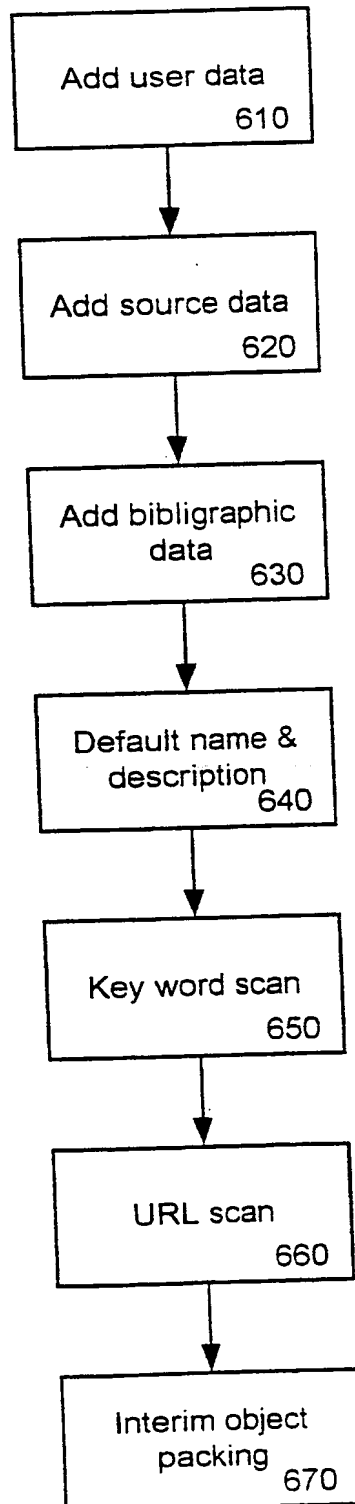 Add user data
610
Add source data
620
Add bibligraphic
data
630
Default name &
description
640
Key word scan
650
URL scan
660
Interim object
packing
670